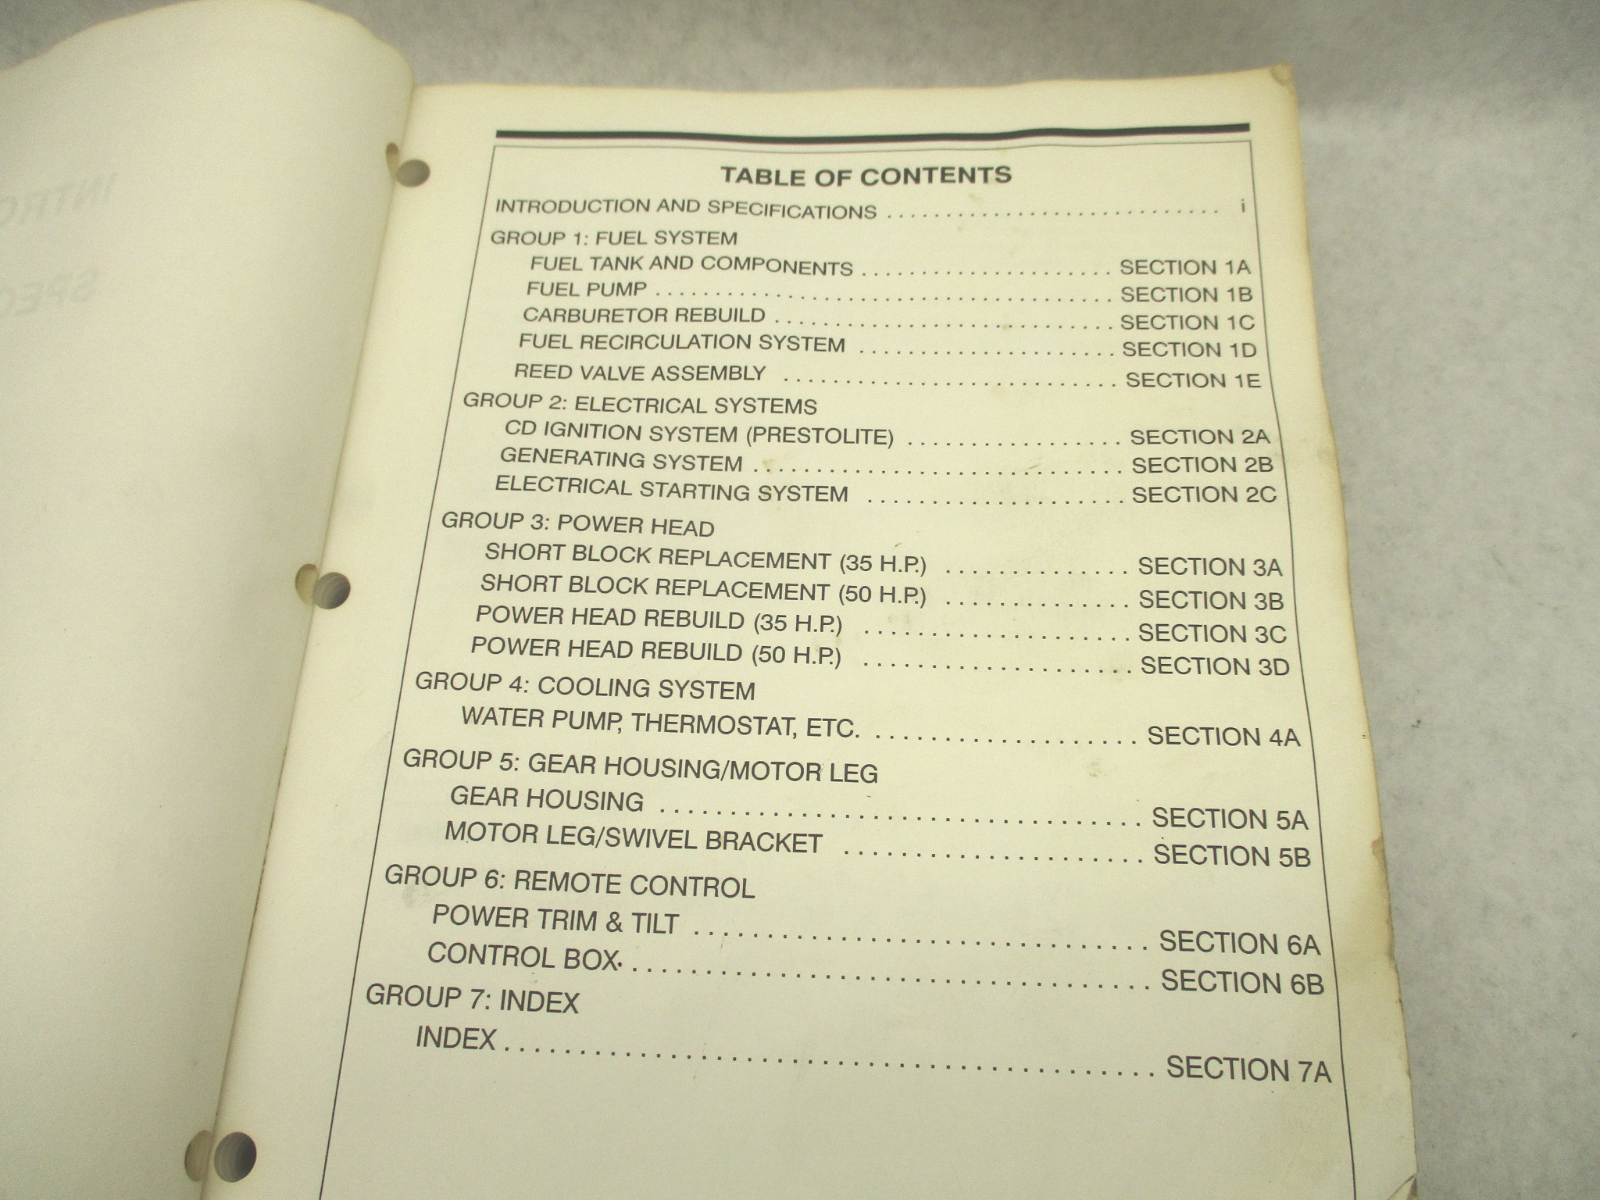 TABLE OF CONTENTS
INTRODUCTION AND SPECIFICATIONS ............................ i
GROUP 1: FUEL SYSTEM
FUEL TANK AND COMPONENTS ..................... SECTION 1A
FUEL PUMP ...................................... SECTION 1B
CARBURETOR REBUILD ............................ SECTION 1C
FUEL RECIRCULATION SYSTEM ..................... SECTION 1D
REED VALVE ASSEMBLY ........................... SECTION 1E
GROUP 2: ELECTRICAL SYSTEMS
CD IGNITION SYSTEM (PRESTOLITE) ................. SECTION 2A
GENERATING SYSTEM .............................. SECTION 2B
ELECTRICAL STARTING SYSTEM ..................... SECTION 2C
GROUP 3: POWER HEAD
SHORT BLOCK REPLACEMENT (35 H.P.) .............. SECTION 3A
SHORT BLOCK REPLACEMENT (50 H.P.) .............. SECTION 3B
POWER HEAD REBUILD (35 H.P.) .................... SECTION 3C
POWER HEAD REBUILD (50 H.P.) .................... SECTION 3D
GROUP 4: COOLING SYSTEM
WATER PUMP, THERMOSTAT, ETC. ................... SECTION 4A
GROUP 5: GEAR HOUSING/MOTOR LEG
GEAR HOUSING ................................. SECTION 5A
MOTOR LEG/SWIVEL BRACKET .................... SECTION 5B
GROUP 6: REMOTE CONTROL
POWER TRIM & TILT .............................. SECTION 6A
CONTROL BOX ................................... SECTION 6B
GROUP 7: INDEX
INDEX ........................................... SECTION 7A